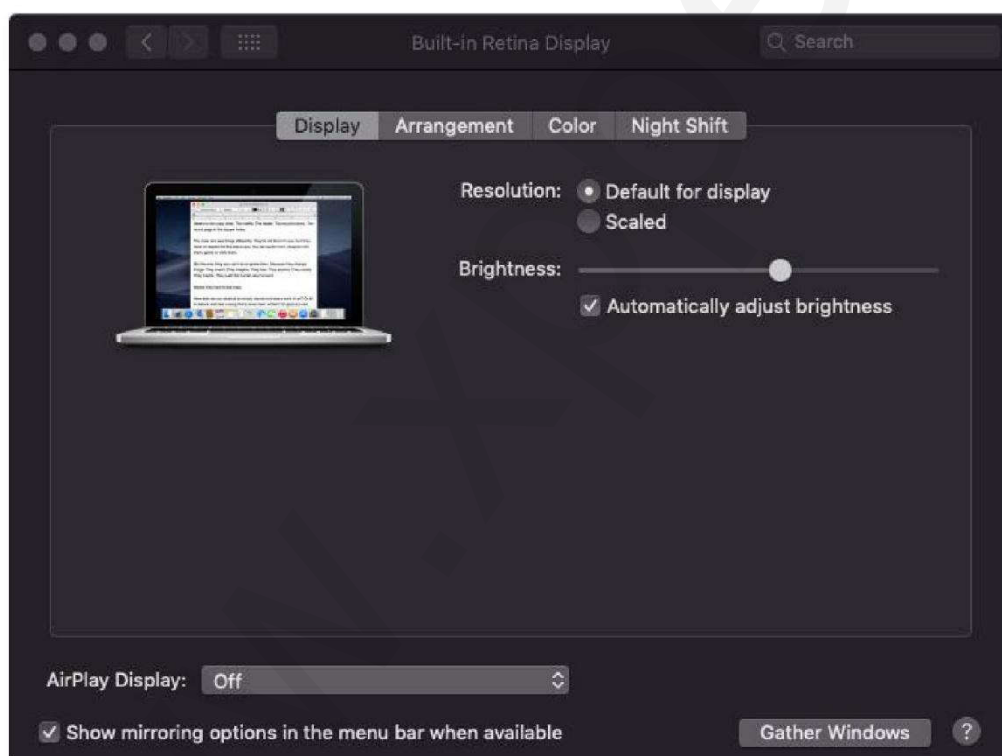 Built-in Retina Display
Search
Display Arrangement Color Night Shift
Resolution: Default for display
Scaled
Brightness:
Automatically adjust brightness
AirPlay Display: Off
Show mirroring options in the menu bar when available
Gather Windows ?